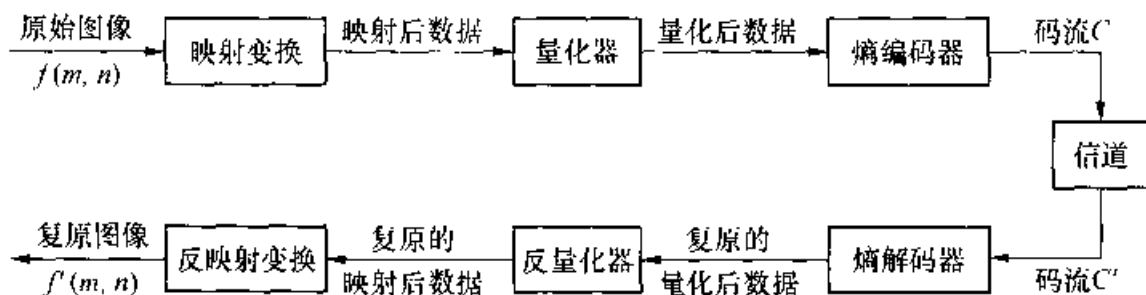 原始图像
f(m, n)
映射变换
映射后数据
量化器
量化后数据
熵编码器
码流C
信道
码流C'
熵解码器
复原的
量化后数据
反量化器
复原的
映射后数据
反映射变换
复原图像
f'(m, n)